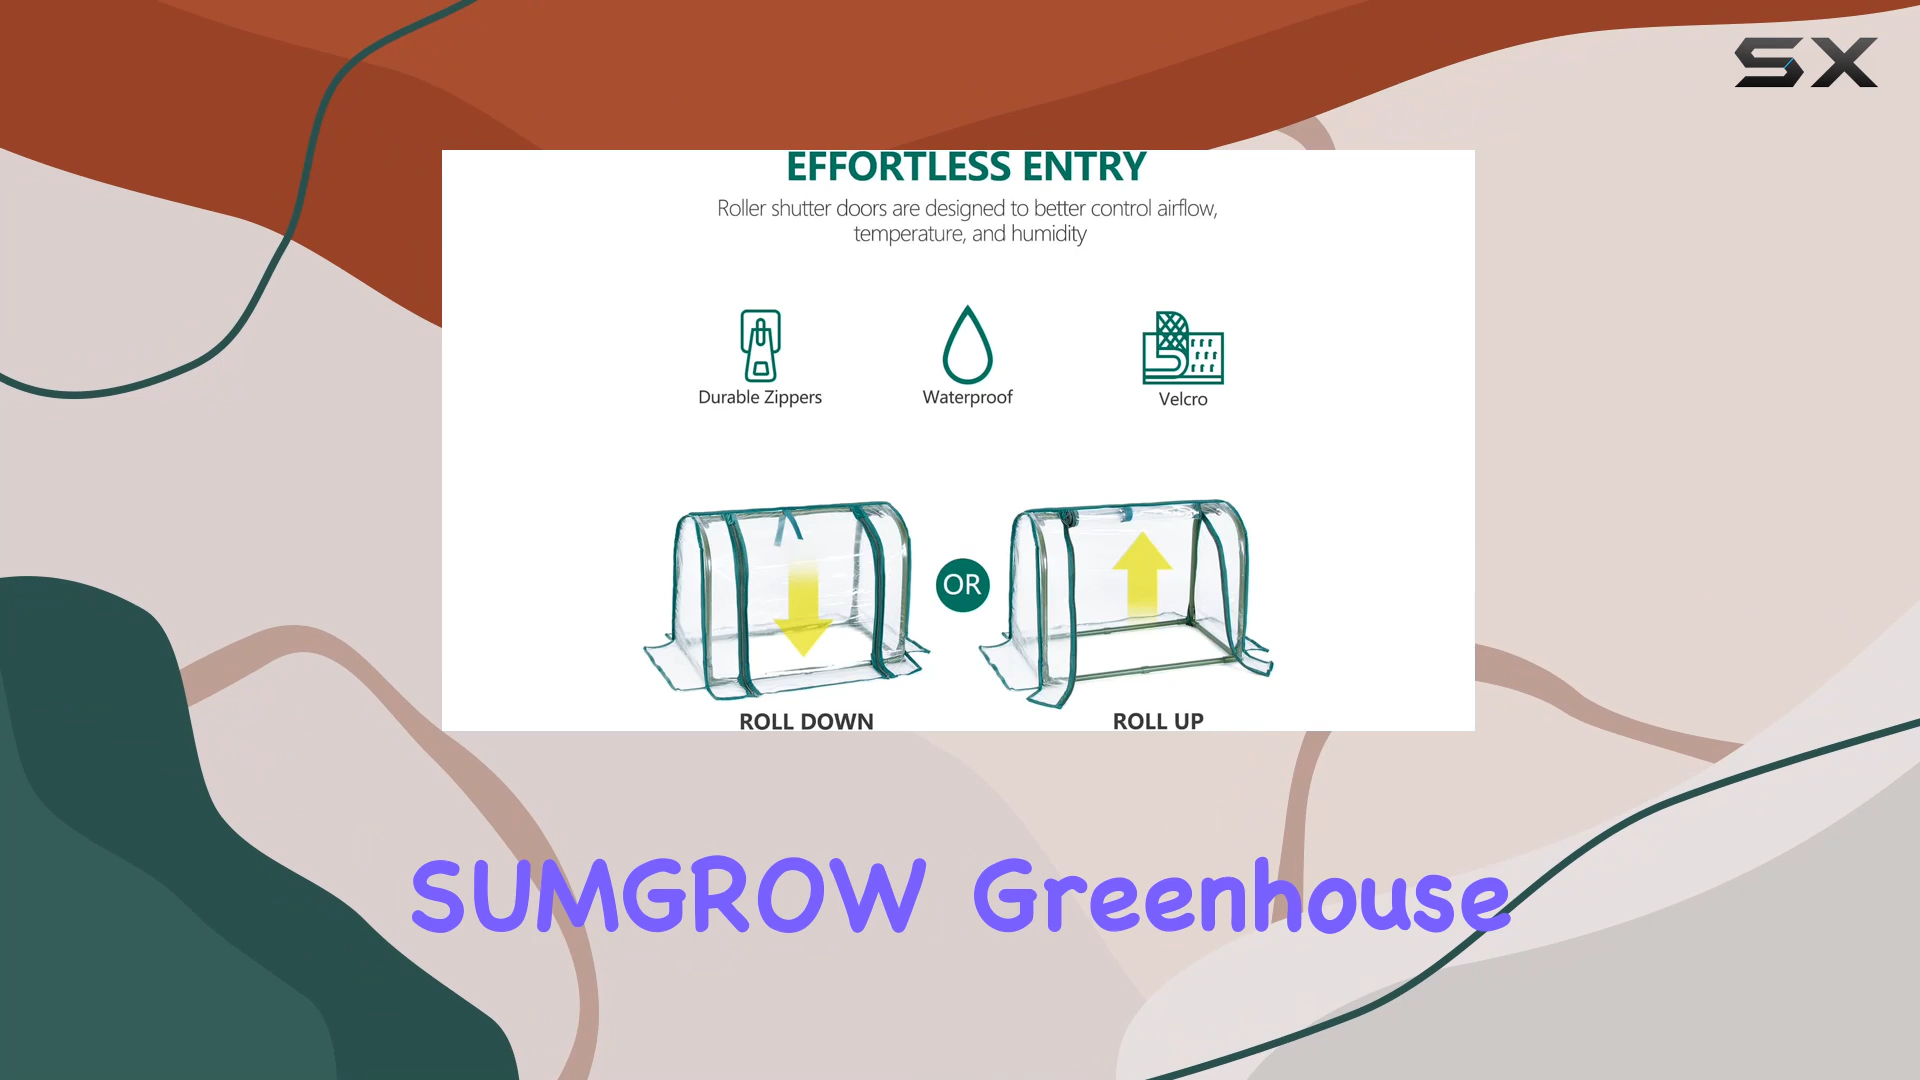 SX
EFFORTLESS ENTRY
Roller shutter doors are designed to better control airflow,
temperature, and humidity
Durable Zippers
Waterproof
Velcro
OR
ROLL DOWN
ROLL UP
SUMGROW Greenhouse